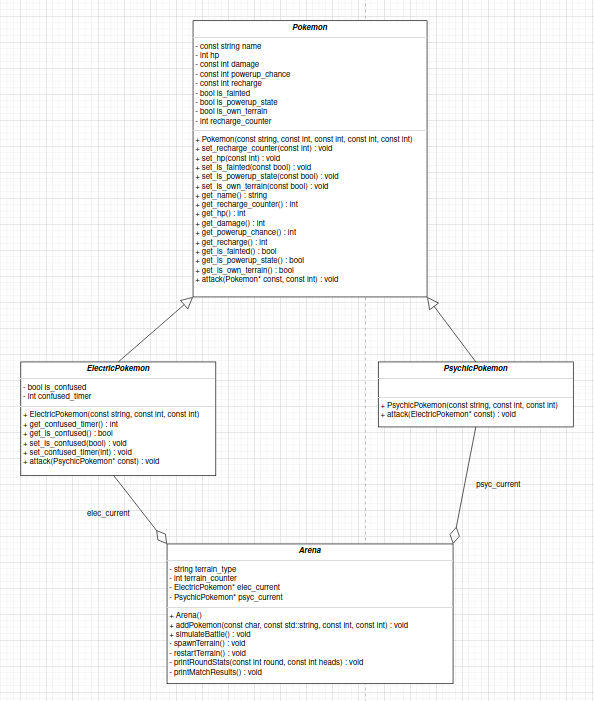 Pokemon
- const string name
- int hp
- const int damage
- const int powerup_chance
- const int recharge
- bool is_fainted
- bool is_powerup_state
- bool is_own_terrain
- int recharge_counter
+ Pokemon(const string, const int, const int, const int, const int)
+ set_recharge_counter(const int) : void
+ set_hp(const int) : void
+ set_is_fainted(const bool) : void
+ set_is_powerup_state(const bool) : void
+ set_is_own_terrain(const bool) : void
+ get_name() : string
+ get_recharge_counter() : int
+ get_hp() : int
+ get_damage() : int
+ get_powerup_chance() : int
+ get_recharge() : int
+ get_is_fainted() : bool
+ get_is_powerup_state() : bool
+ get_is_own_terrain() : bool
+ attack(Pokemon* const, const int) : void
ElecrricPokemon
- bool is_confused
- int confused_timer
+ ElectricPokemon(const string, const int, const int)
+ get_confused_timer() : int
+ get_is_confused() : bool
+ set_is_confused(bool) : void
+ set_confused_timer(int) : void
+ attack(PsychicPokemon* const) : void
PsychicPokemon
+ PsychicPokemon(const string, const int, const int)
+ attack(ElectricPokemon* const) : void
elec_current
psyc_current
Arena
- string terrain_type
- int terrain_counter
- ElectricPokemon* elec_current
- PsychicPokemon* psyc_current
+ Arena()
+ addPokemon(const char, const std::string, const int, const int) : void
+ simulateBattle() : void
- spawnTerrain() : void
- restartTerrain() : void
- printRoundStats(const int round, const int heads) : void
- printMatchResults() : void